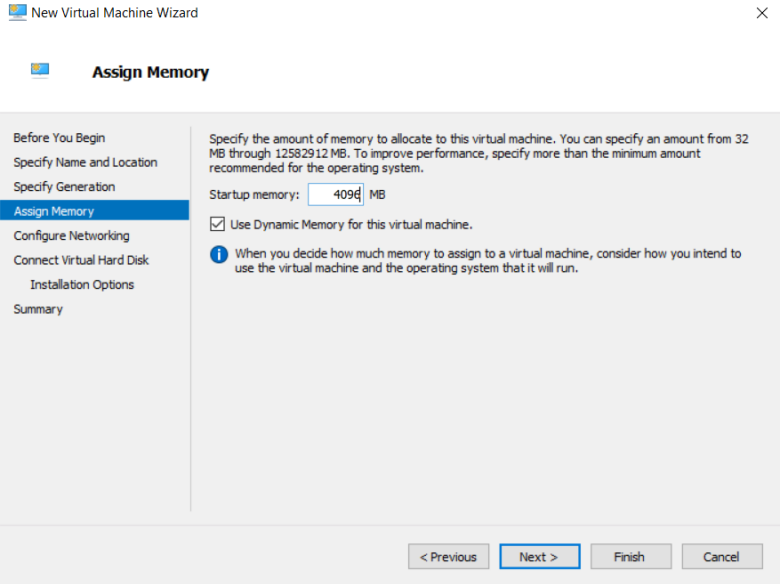 New Virtual Machine Wizard
Assign Memory
Before You Begin
Specify Name and Location
Specify Generation
Assign Memory
Configure Networking
Connect Virtual Hard Disk
Installation Options
Summary
Specify the amount of memory to allocate to this virtual machine. You can specify an amount from 32
MB through 12582912 MB. To improve performance, specify more than the minimum amount
recommended for the operating system.
Startup memory: 4096 MB
Use Dynamic Memory for this virtual machine.
When you decide how much memory to assign to a virtual machine, consider how you intend to
use the virtual machine and the operating system that it will run.
< Previous Next > Finish Cancel